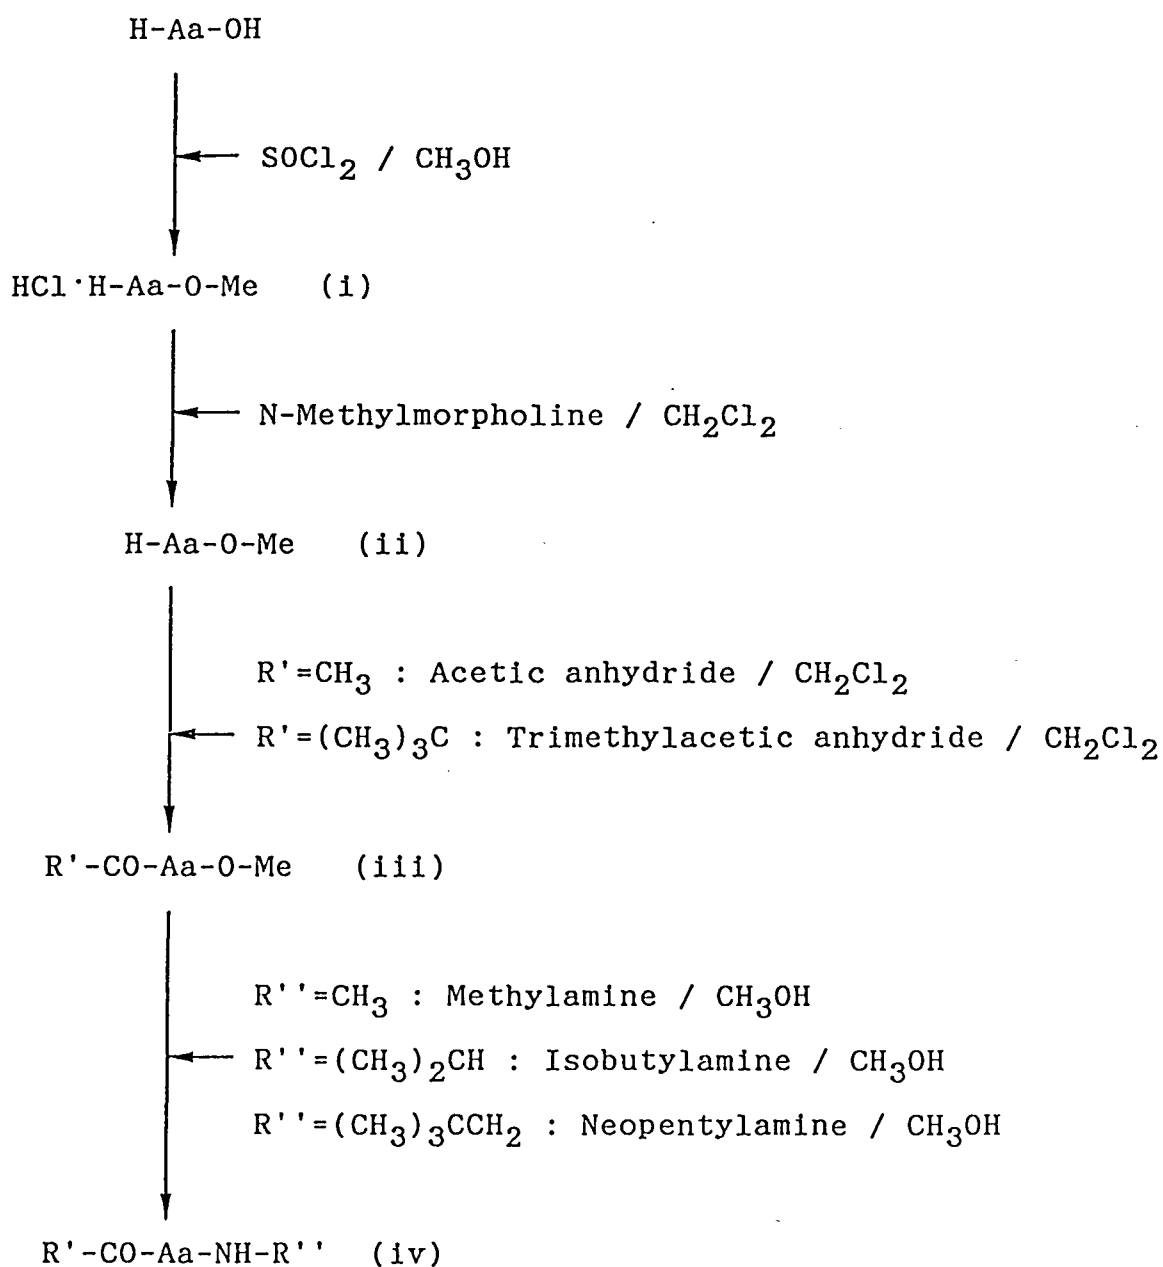 H-Aa-OH
SOCl2 / CH3OH
HCl·H-Aa-O-Me (i)
N-Methylmorpholine / CH2Cl2
H-Aa-O-Me (ii)
R'=CH3 : Acetic anhydride / CH2Cl2
R'=(CH3)3C : Trimethylacetic anhydride / CH2Cl2
R'-CO-Aa-O-Me (iii)
R''=CH3 : Methylamine / CH3OH
R''=(CH3)2CH : Isobutylamine / CH3OH
R''=(CH3)3CCH2 : Neopentylamine / CH3OH
R'-CO-Aa-NH-R'' (iv)